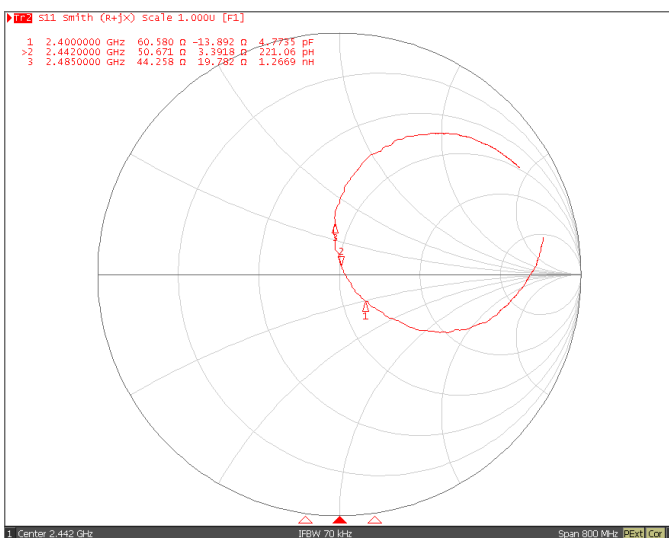 Tr2 S11 Smith (R+jX) Scale 1.000U [F1]
1 2.4000000 GHz 60.580 Ω -13.892 Ω 4.7735 pF
>2 2.4420000 GHz 50.671 Ω 3.3918 Ω 221.06 pH
3 2.4850000 GHz 44.258 Ω 19.782 Ω 1.2669 nH
3
2
1
1 Center 2.442 GHz IFBW 70 kHz Span 800 MHz PExt Cor